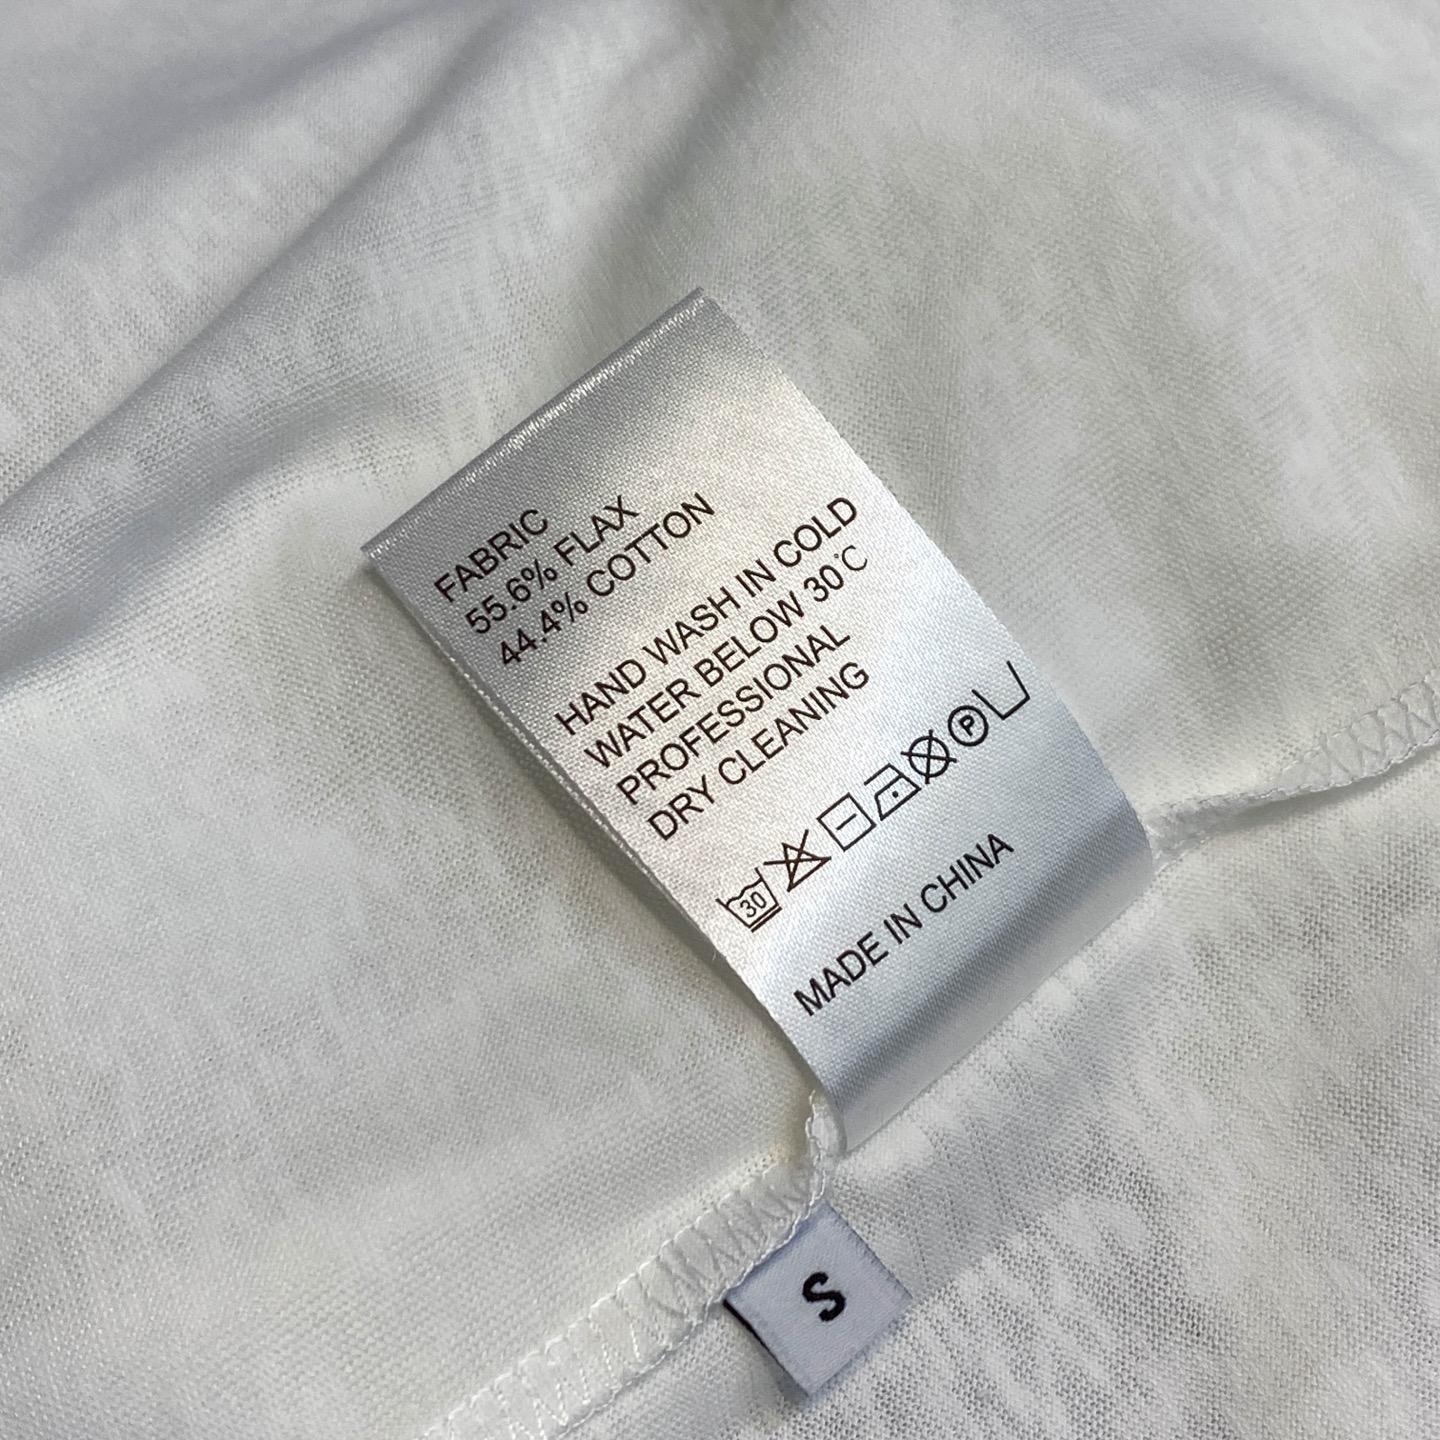 FABRIC
55.6% FLAX
44.4% COTTON
HAND WASH IN COLD
WATER BELOW 30℃
PROFESSIONAL
DRY CLEANING
30
P
MADE IN CHINA
S